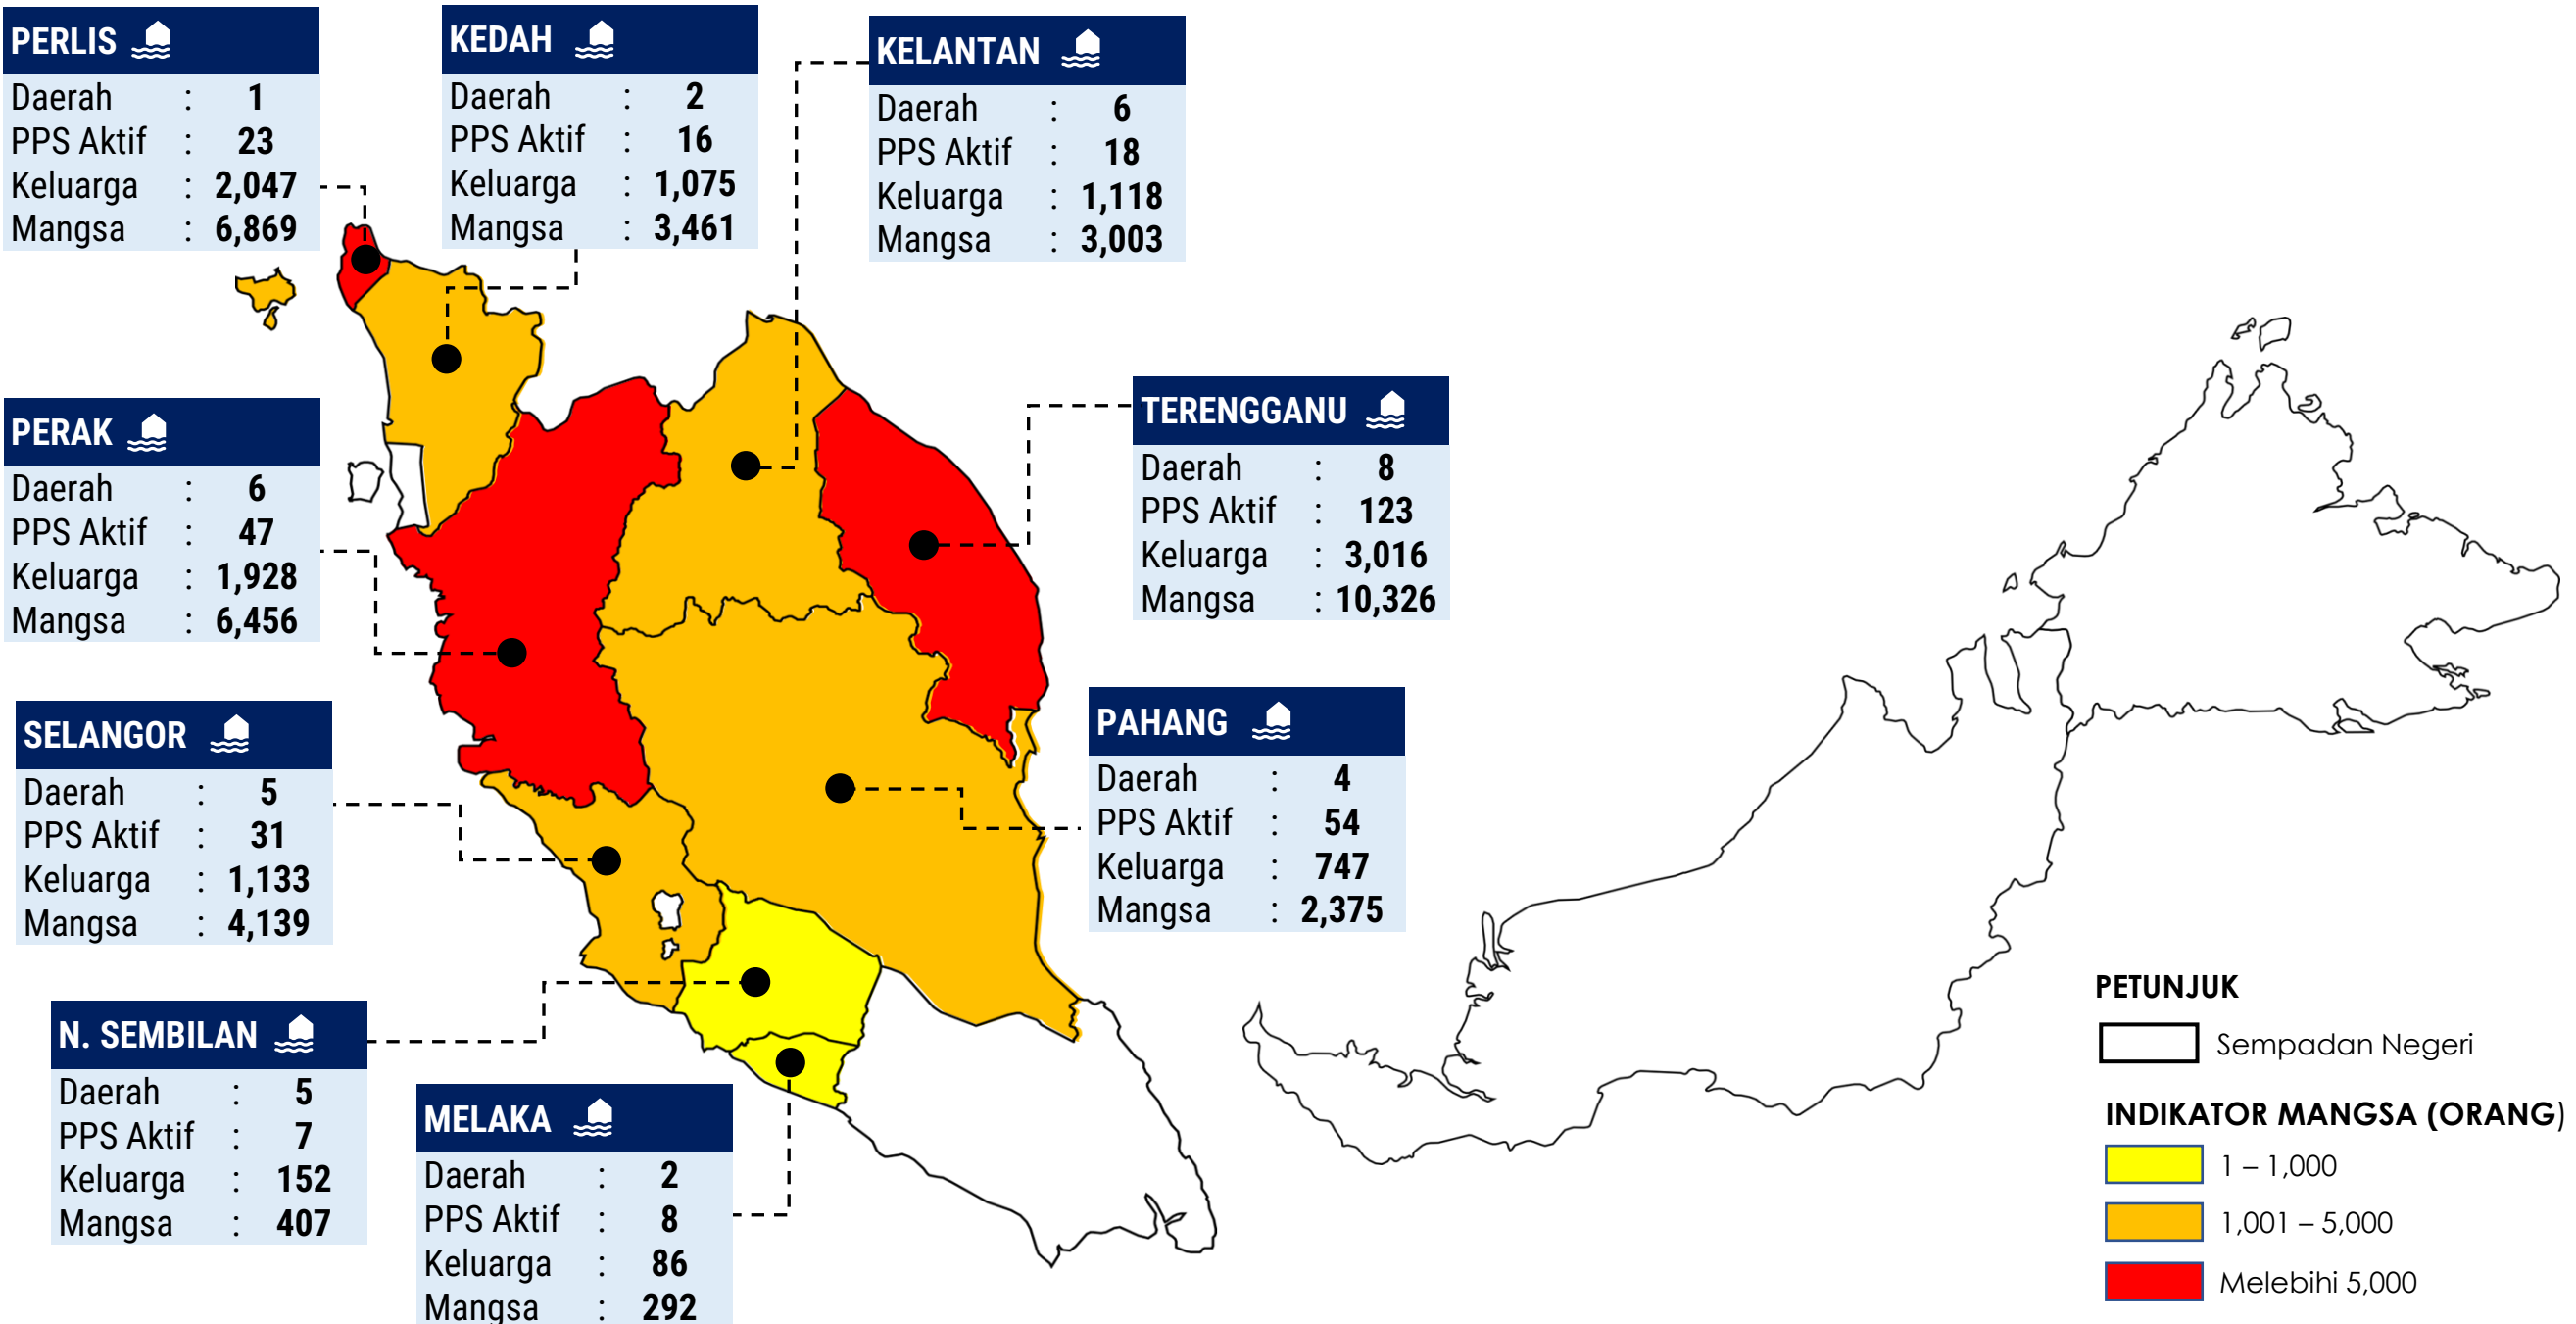 PERLIS
Daerah : 1
PPS Aktif : 23
Keluarga : 2,047
Mangsa : 6,869
KEDAH
Daerah : 2
PPS Aktif : 16
Keluarga : 1,075
Mangsa : 3,461
KELANTAN
Daerah : 6
PPS Aktif : 18
Keluarga : 1,118
Mangsa : 3,003
PERAK
Daerah : 6
PPS Aktif : 47
Keluarga : 1,928
Mangsa : 6,456
TERENGGANU
Daerah : 8
PPS Aktif : 123
Keluarga : 3,016
Mangsa : 10,326
SELANGOR
Daerah : 5
PPS Aktif : 31
Keluarga : 1,133
Mangsa : 4,139
PAHANG
Daerah : 4
PPS Aktif : 54
Keluarga : 747
Mangsa : 2,375
N. SEMBILAN
Daerah : 5
PPS Aktif : 7
Keluarga : 152
Mangsa : 407
MELAKA
Daerah : 2
PPS Aktif : 8
Keluarga : 86
Mangsa : 292
PETUNJUK
Sempadan Negeri
INDIKATOR MANGSA (ORANG)
1 – 1,000
1,001 – 5,000
Melebihi 5,000